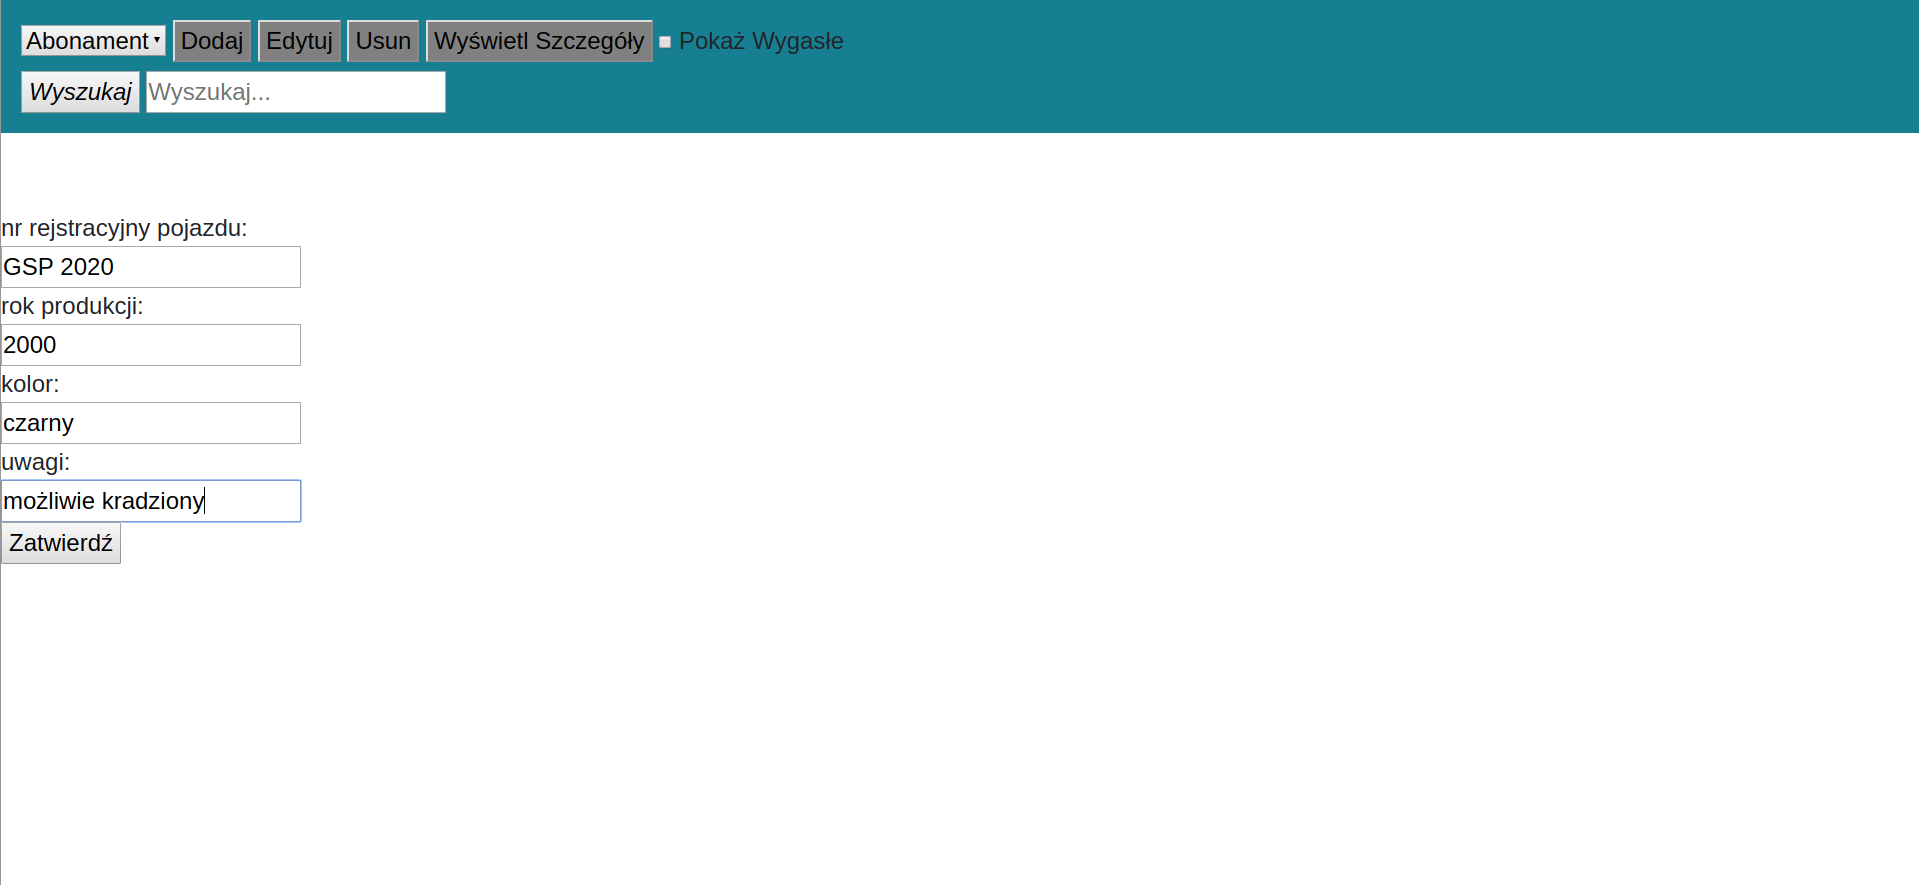 Abonament Dodaj Edytuj Usun Wyświetl Szczegóły Pokaż Wygasłe
Wyszukaj Wyszukaj...
nr rejstracyjny pojazdu:
GSP 2020
rok produkcji:
2000
kolor:
czarny
uwagi:
możliwie kradziony
Zatwierdź